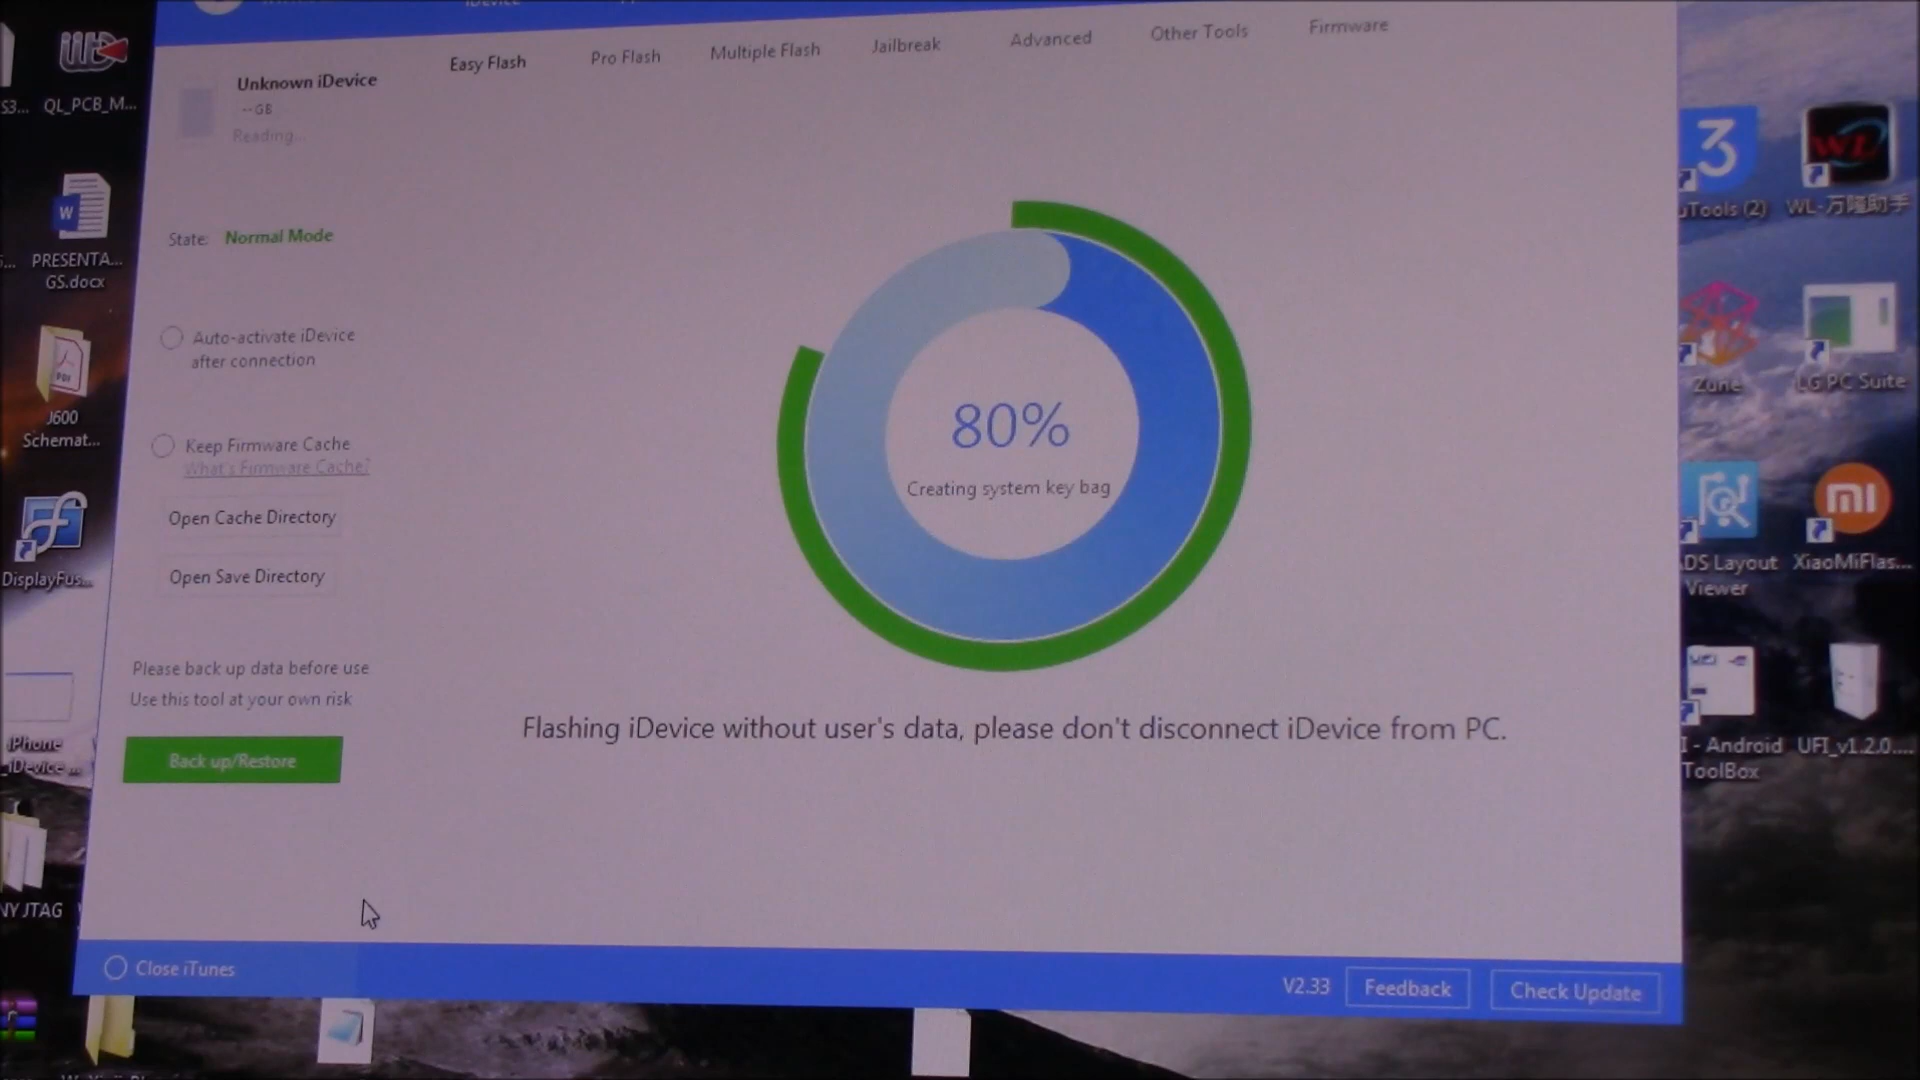 iDevice
Unknown iDevice
--GB
Reading...
Easy Flash
Pro Flash
Multiple Flash
Jailbreak
Advanced
Other Tools
Firmware
State: Normal Mode
Auto-activate iDevice
after connection
Keep Firmware Cache
What's Firmware Cache?
Open Cache Directory
Open Save Directory
Please back up data before use
Use this tool at your own risk
Back up/Restore
80%
Creating system key bag
Flashing iDevice without user's data, please don't disconnect iDevice from PC.
Close iTunes
V2.33
Feedback
Check Update
S3...
QL_PCB_M...
W
PRESENTA...
GS.docx
PDF
J600
Schemat...
DisplayFus...
iPhone
_iDevice ...
NY JTAG
3
uTools (2)
WL
WL-万隆助手
Zune
LG PC Suite
DS Layout
Viewer
XiaoMiFlas...
I - Android
ToolBox
UFI_v1.2.0....